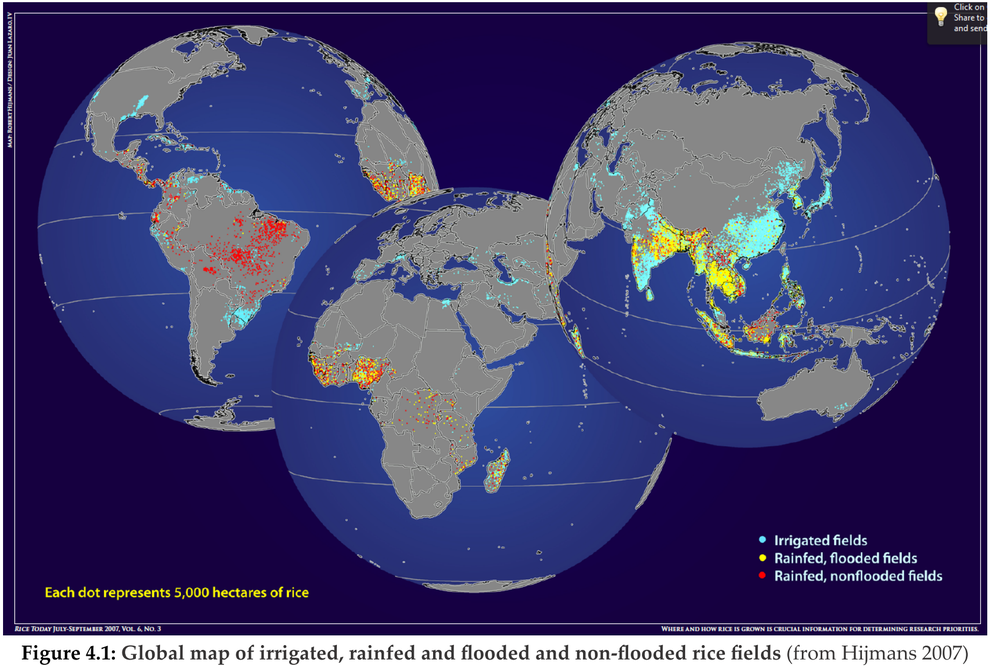 Click on
Share to
and send
MAP: ROBERT HIJMANS / DESIGN: JUAN LAZARO, IV
Irrigated fields
Rainfed, flooded fields
Rainfed, nonflooded fields
Each dot represents 5,000 hectares of rice
RICE TODAY JULY-SEPTEMBER 2007, VOL. 6, NO. 3
WHERE AND HOW RICE IS GROWN IS CRUCIAL INFORMATION FOR DETERMINING RESEARCH PRIORITIES.
Figure 4.1: Global map of irrigated, rainfed and flooded and non-flooded rice fields (from Hijmans 2007)